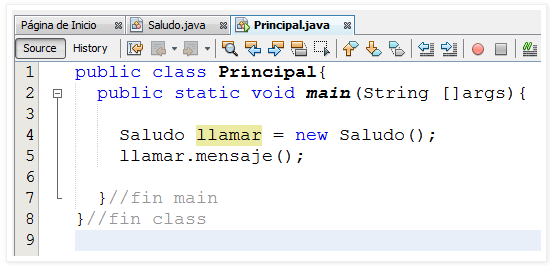 Página de Inicio Saludo.java Principal.java
Source History
1 public class Principal{
2 public static void main(String []args){
3
4 Saludo llamar = new Saludo();
5 llamar.mensaje();
6
7 }//fin main
8 }//fin class
9